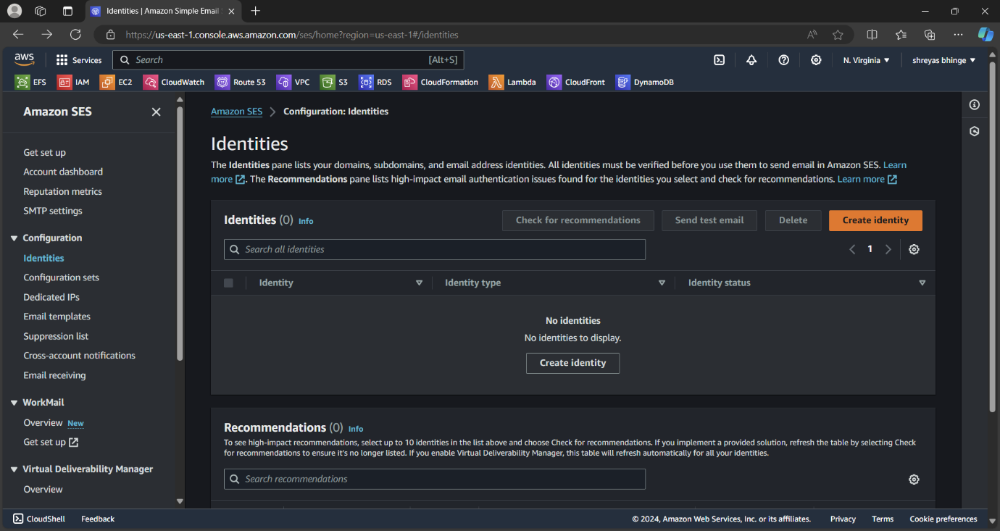 Identities | Amazon Simple Email S
https://us-east-1.console.aws.amazon.com/ses/home?region=us-east-1#/identities
aws Services Search [Alt+S] N. Virginia ▼ shreyas bhinge ▼
EFS IAM EC2 CloudWatch Route 53 VPC S3 RDS CloudFormation Lambda CloudFront DynamoDB
Amazon SES
Get set up
Account dashboard
Reputation metrics
SMTP settings
Configuration
Identities
Configuration sets
Dedicated IPs
Email templates
Suppression list
Cross-account notifications
Email receiving
WorkMail
Overview New
Get set up
Virtual Deliverability Manager
Overview
Amazon SES > Configuration: Identities
Identities
The Identities pane lists your domains, subdomains, and email address identities. All identities must be verified before you use them to send email in Amazon SES. Learn
more . The Recommendations pane lists high-impact email authentication issues found for the identities you select and check for recommendations. Learn more
Identities (0) Info Check for recommendations Send test email Delete Create identity
Search all identities 1
Identity Identity type Identity status
No identities
No identities to display.
Create identity
Recommendations (0) Info
To see high-impact recommendations, select up to 10 identities in the list above and choose Check for recommendations. If you implement a provided solution, refresh the table by selecting Check
for recommendations to ensure it's no longer listed. If you enable Virtual Deliverability Manager, this table will refresh automatically for all your identities.
Search recommendations
CloudShell Feedback © 2024, Amazon Web Services, Inc. or its affiliates. Privacy Terms Cookie preferences